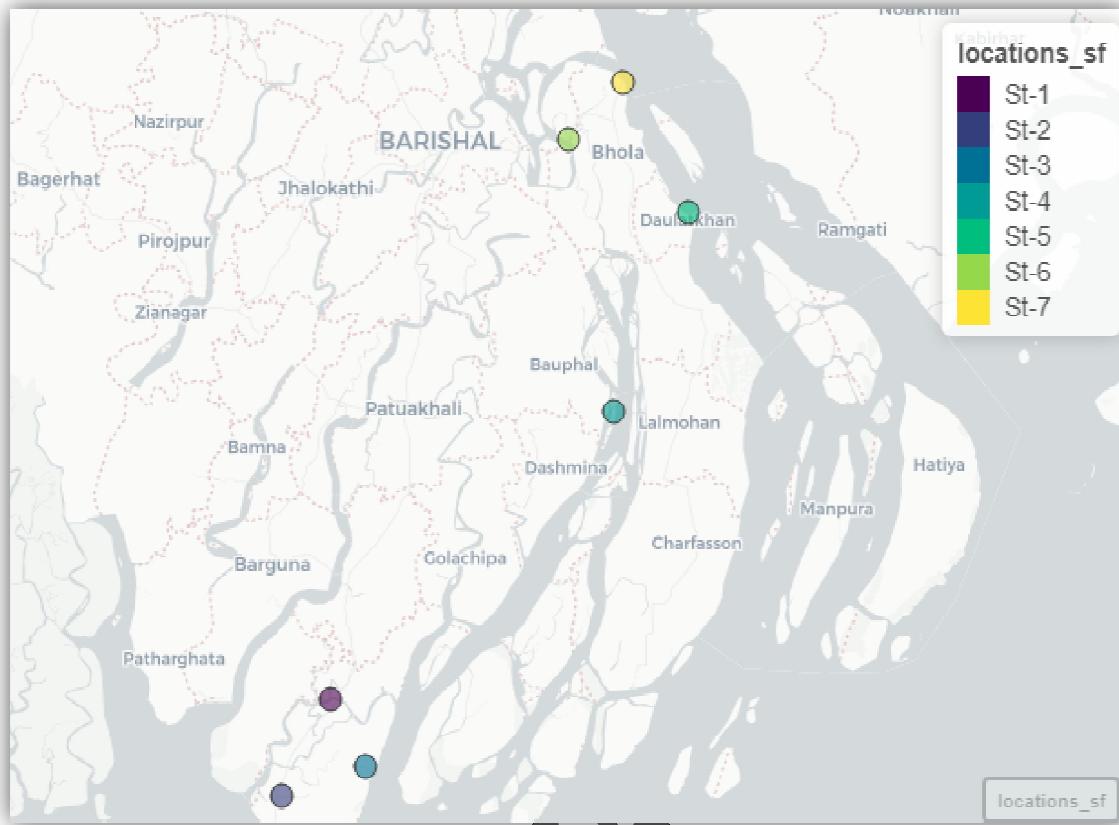 Noakhali
Kabirhat
locations_sf
St-1
St-2
St-3
St-4
St-5
St-6
St-7
Nazirpur
BARISHAL
Bhola
Bagerhat
Jhalokathi
Daulatkhan
Ramgati
Pirojpur
Zianagar
Bauphal
Patuakhali
Lalmohan
Bamna
Dashmina
Hatiya
Manpura
Charfasson
Golachipa
Barguna
Patharghata
locations_sf